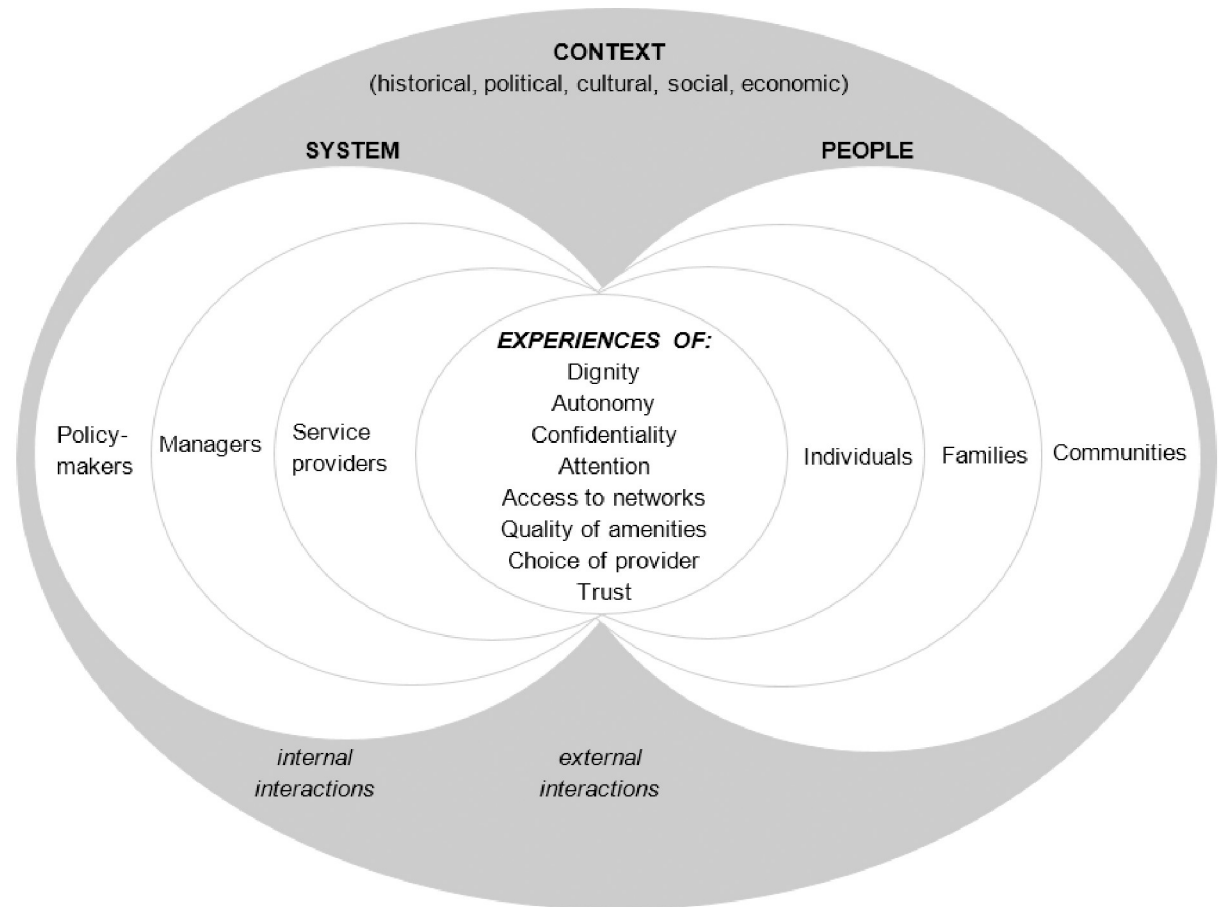 CONTEXT
(historical, political, cultural, social, economic)
SYSTEM
PEOPLE
EXPERIENCES OF:
Dignity
Autonomy
Confidentiality
Attention
Access to networks
Quality of amenities
Choice of provider
Trust
Policy-
makers
Managers
Service
providers
Individuals
Families
Communities
internal
interactions
external
interactions